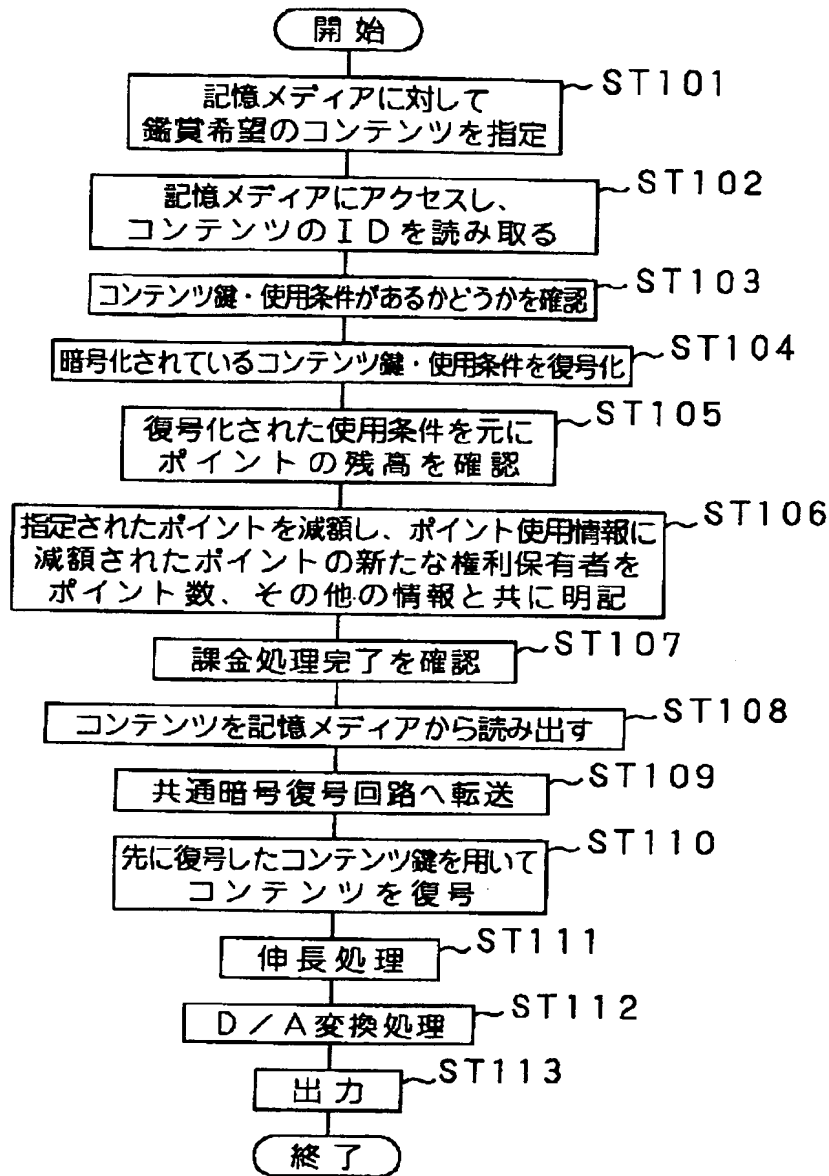 開始
記憶メディアに対して
鑑賞希望のコンテンツを指定
ST101
記憶メディアにアクセスし、
コンテンツのIDを読み取る
ST102
コンテンツ鍵・使用条件があるかどうかを確認
ST103
暗号化されているコンテンツ鍵・使用条件を復号化
ST104
復号化された使用条件を元に
ポイントの残高を確認
ST105
指定されたポイントを減額し、ポイント使用情報に
減額されたポイントの新たな権利保有者を
ポイント数、その他の情報と共に明記
ST106
課金処理完了を確認
ST107
コンテンツを記憶メディアから読み出す
ST108
共通暗号復号回路へ転送
ST109
先に復号したコンテンツ鍵を用いて
コンテンツを復号
ST110
伸長処理
ST111
D/A変換処理
ST112
出力
ST113
終了